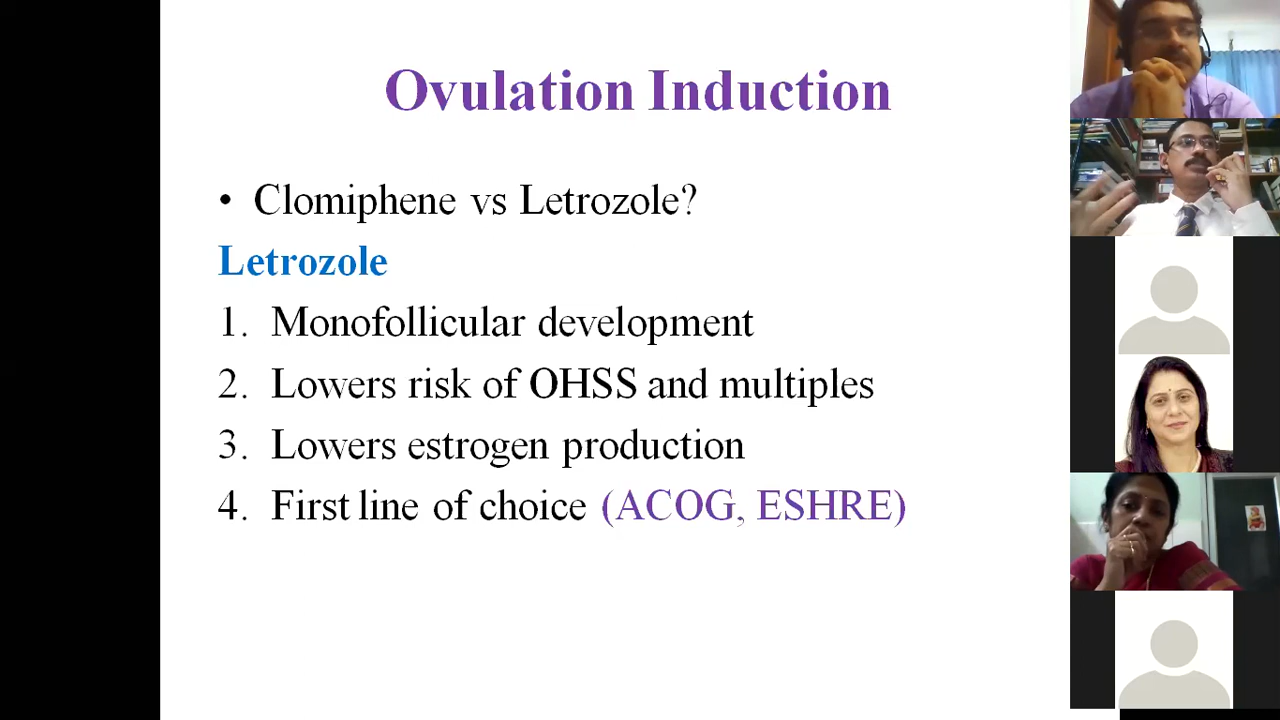 Ovulation Induction
• Clomiphene vs Letrozole?
Letrozole
1. Monofollicular development
2. Lowers risk of OHSS and multiples
3. Lowers estrogen production
4. First line of choice (ACOG, ESHRE)